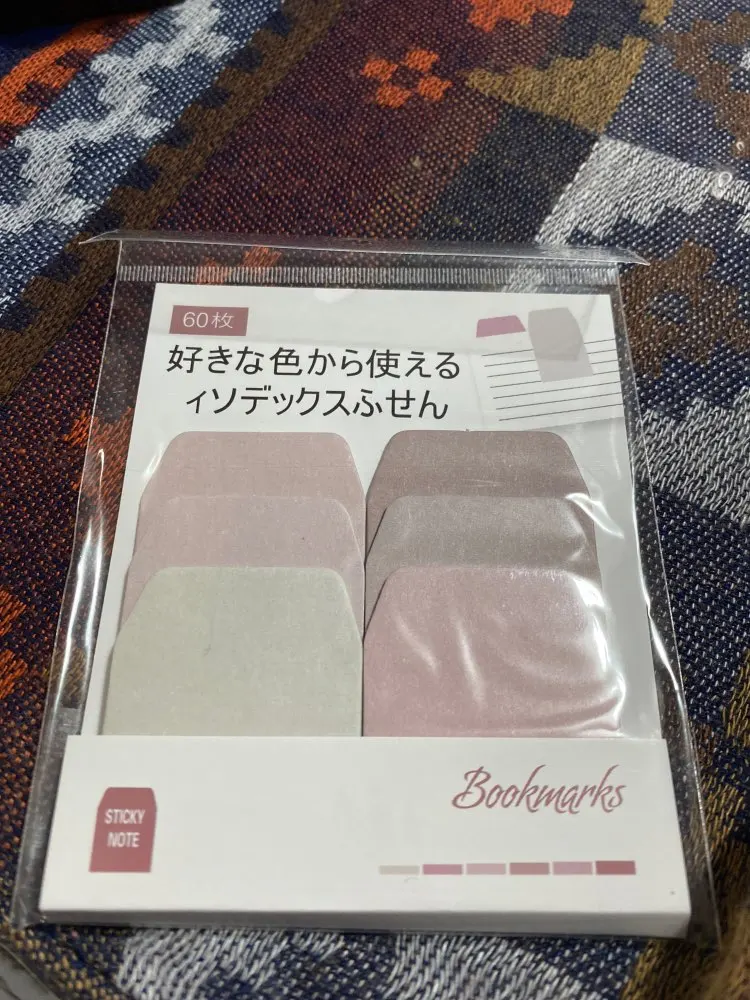 60枚
好きな色から使える
ィソデックスふせん
STICKY
NOTE
Bookmarks